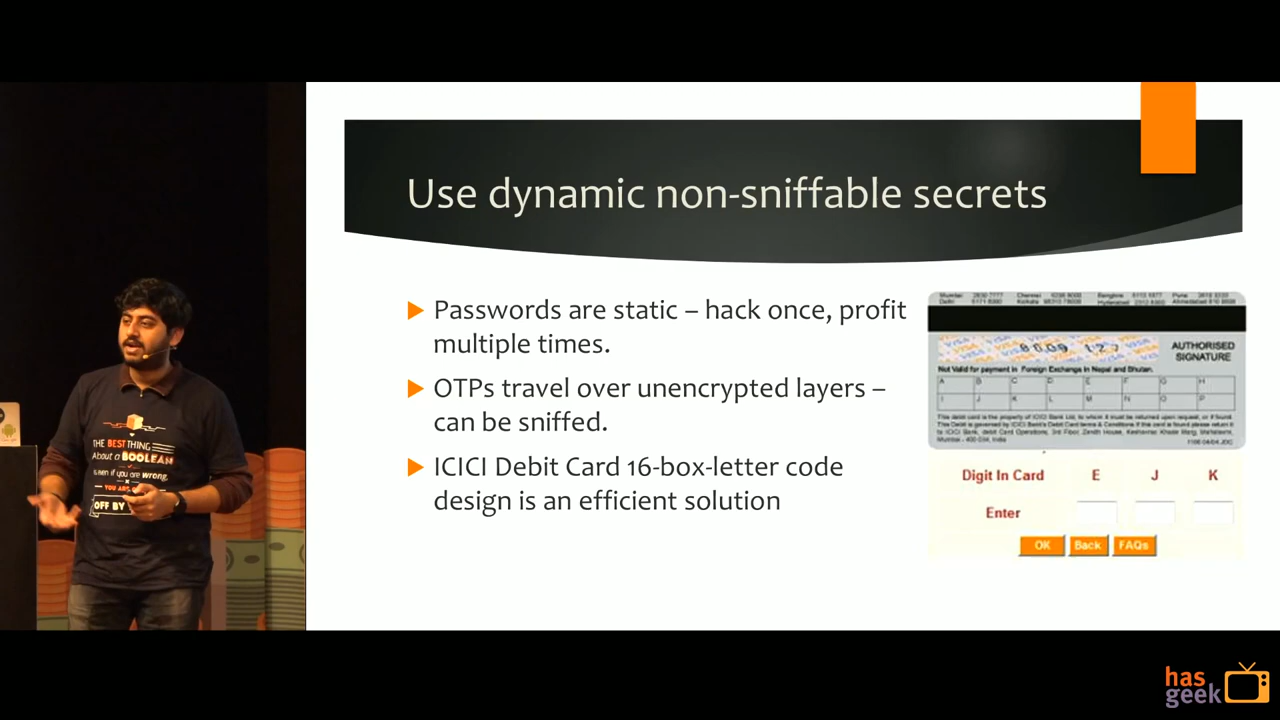 Use dynamic non-sniffable secrets
Passwords are static – hack once, profit
multiple times.
OTPs travel over unencrypted layers –
can be sniffed.
ICICI Debit Card 16-box-letter code
design is an efficient solution
VISA
AUTHORISED
SIGNATURE
Not Valid for payment in Foreign Exchange in Nepal and Bhutan.
A B C D E F G H
I J K L M N O P
Digit In Card E J K
Enter
OK Back FAQs
THE BEST THING
About a BOOLEAN
is even if you are wrong,
OFF BY
has
geek